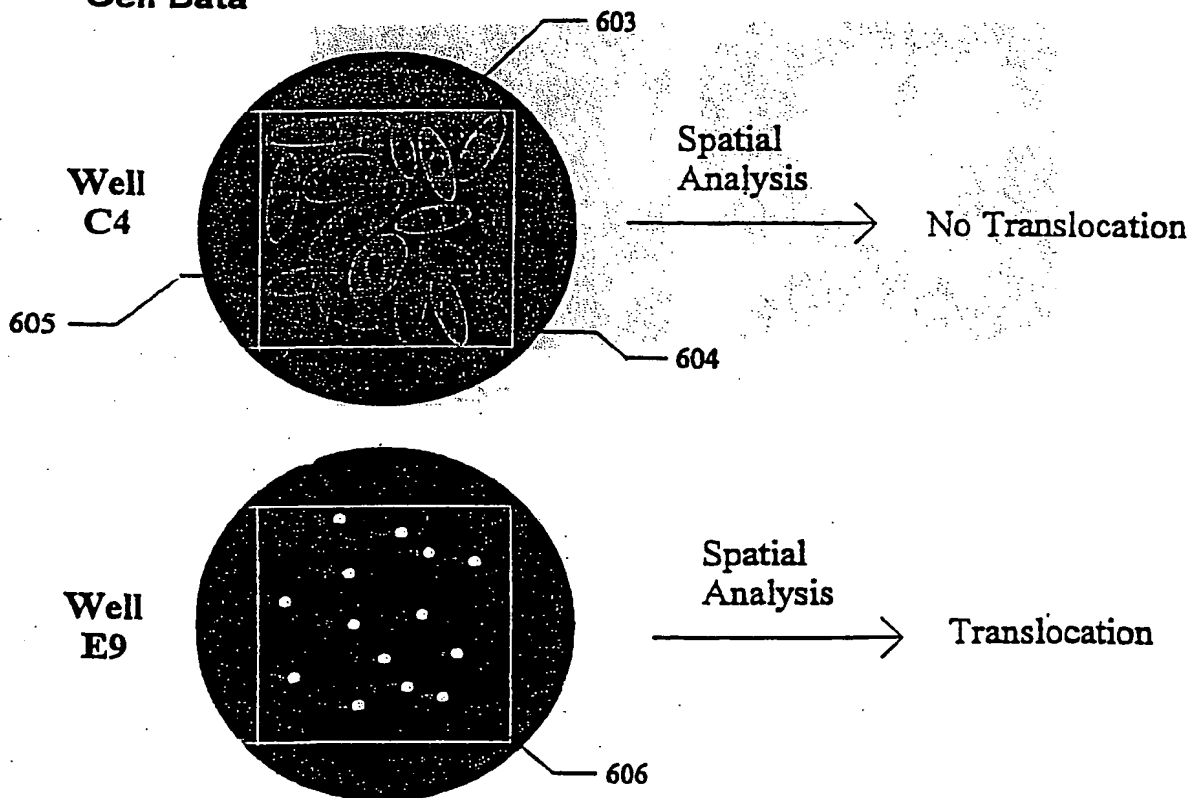 Cell Data
603
Well
C4
Spatial
Analysis
No Translocation
605
604
Well
E9
Spatial
Analysis
Translocation
606